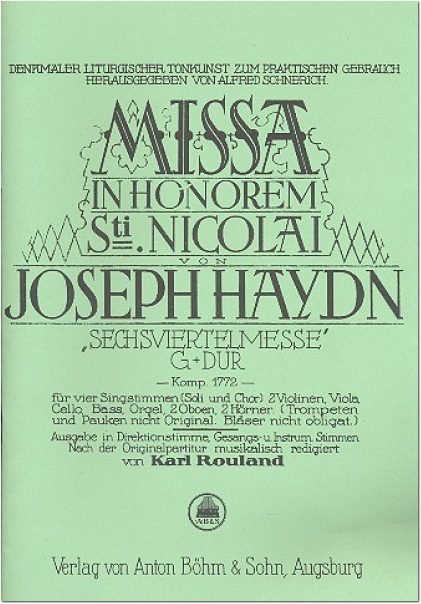 DENKMÄLER LITURGISCHER TONKUNST ZUM PRAKTISCHEN GEBRAUCH
HERAUSGEGEBEN VON ALFRED SCHNERICH.
MISSA
IN HONOREM
Sti. NICOLAI
VON
JOSEPH HAYDN
„SECHSVIERTELMESSE“
G+DUR
— Komp. 1772 —
für vier Singstimmen (Soli und Chor) 2 Violinen, Viola,
Cello, Bass, Orgel, 2 Oboen, 2 Hörner. (Trompeten
und Pauken nicht Original. Bläser nicht obligat.)
Ausgabe in Direktionsstimme, Gesangs- u. Instrum. Stimmen
Nach der Originalpartitur musikalisch redigiert
von Karl Rouland
A.B&S
Verlag von Anton Böhm & Sohn, Augsburg